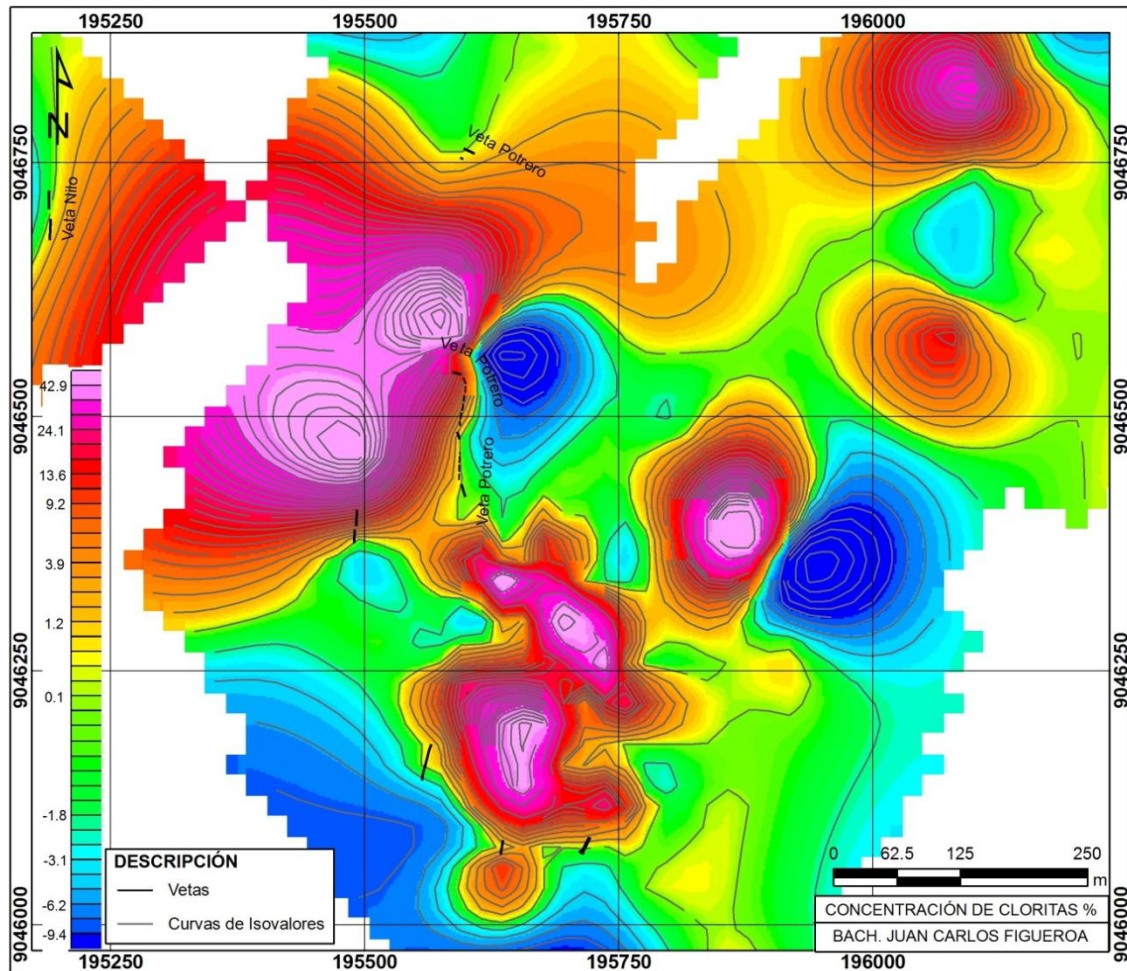 195250 195500 195750 196000
N
9046750
9046750
Veta Potrero
Veta Nilo
Veta Potrero
9046500
9046500
Veta Potrero
42.9
24.1
13.6
9.2
3.9
1.2
0.1
-1.8
-3.1
-6.2
-9.4
9046250
9046250
DESCRIPCIÓN
Vetas
Curvas de Isovalores
0 62.5 125 250
m
CONCENTRACIÓN DE CLORITAS %
BACH. JUAN CARLOS FIGUEROA
9046000
9046000
195250 195500 195750 196000